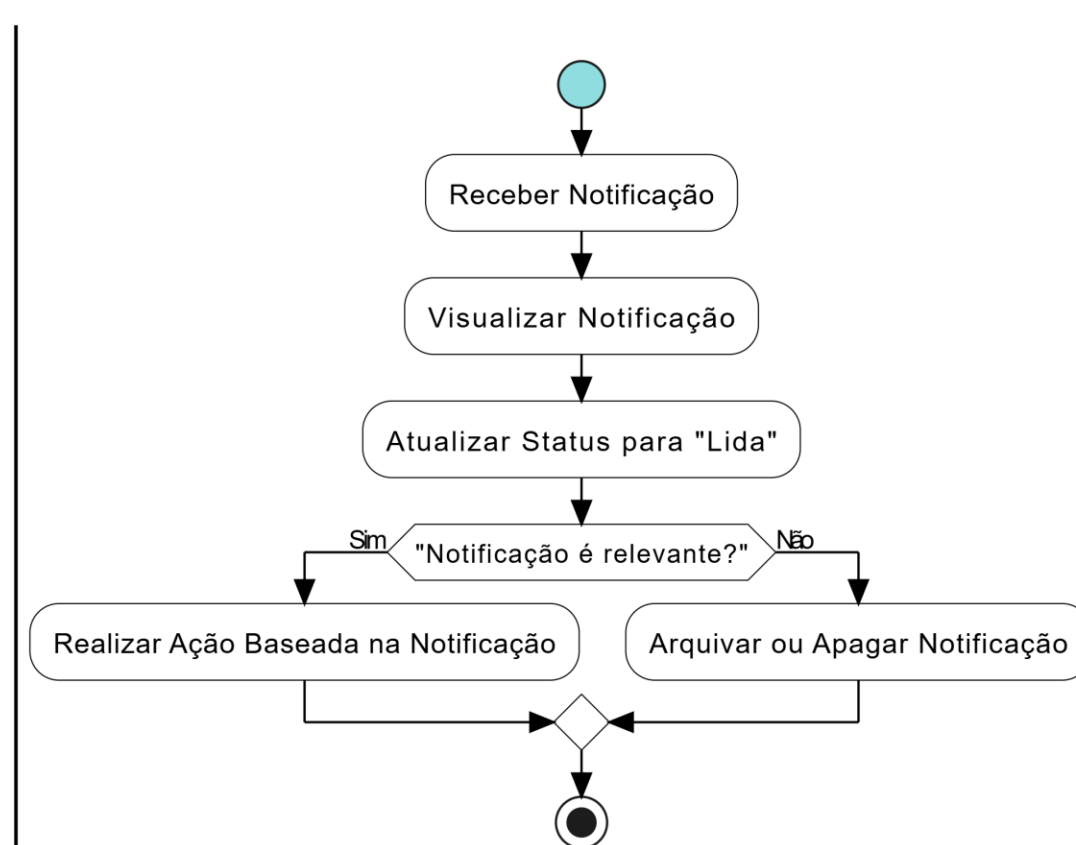 Receber Notificação
Visualizar Notificação
Atualizar Status para "Lida"
Sim
"Notificação é relevante?"
Não
Realizar Ação Baseada na Notificação
Arquivar ou Apagar Notificação